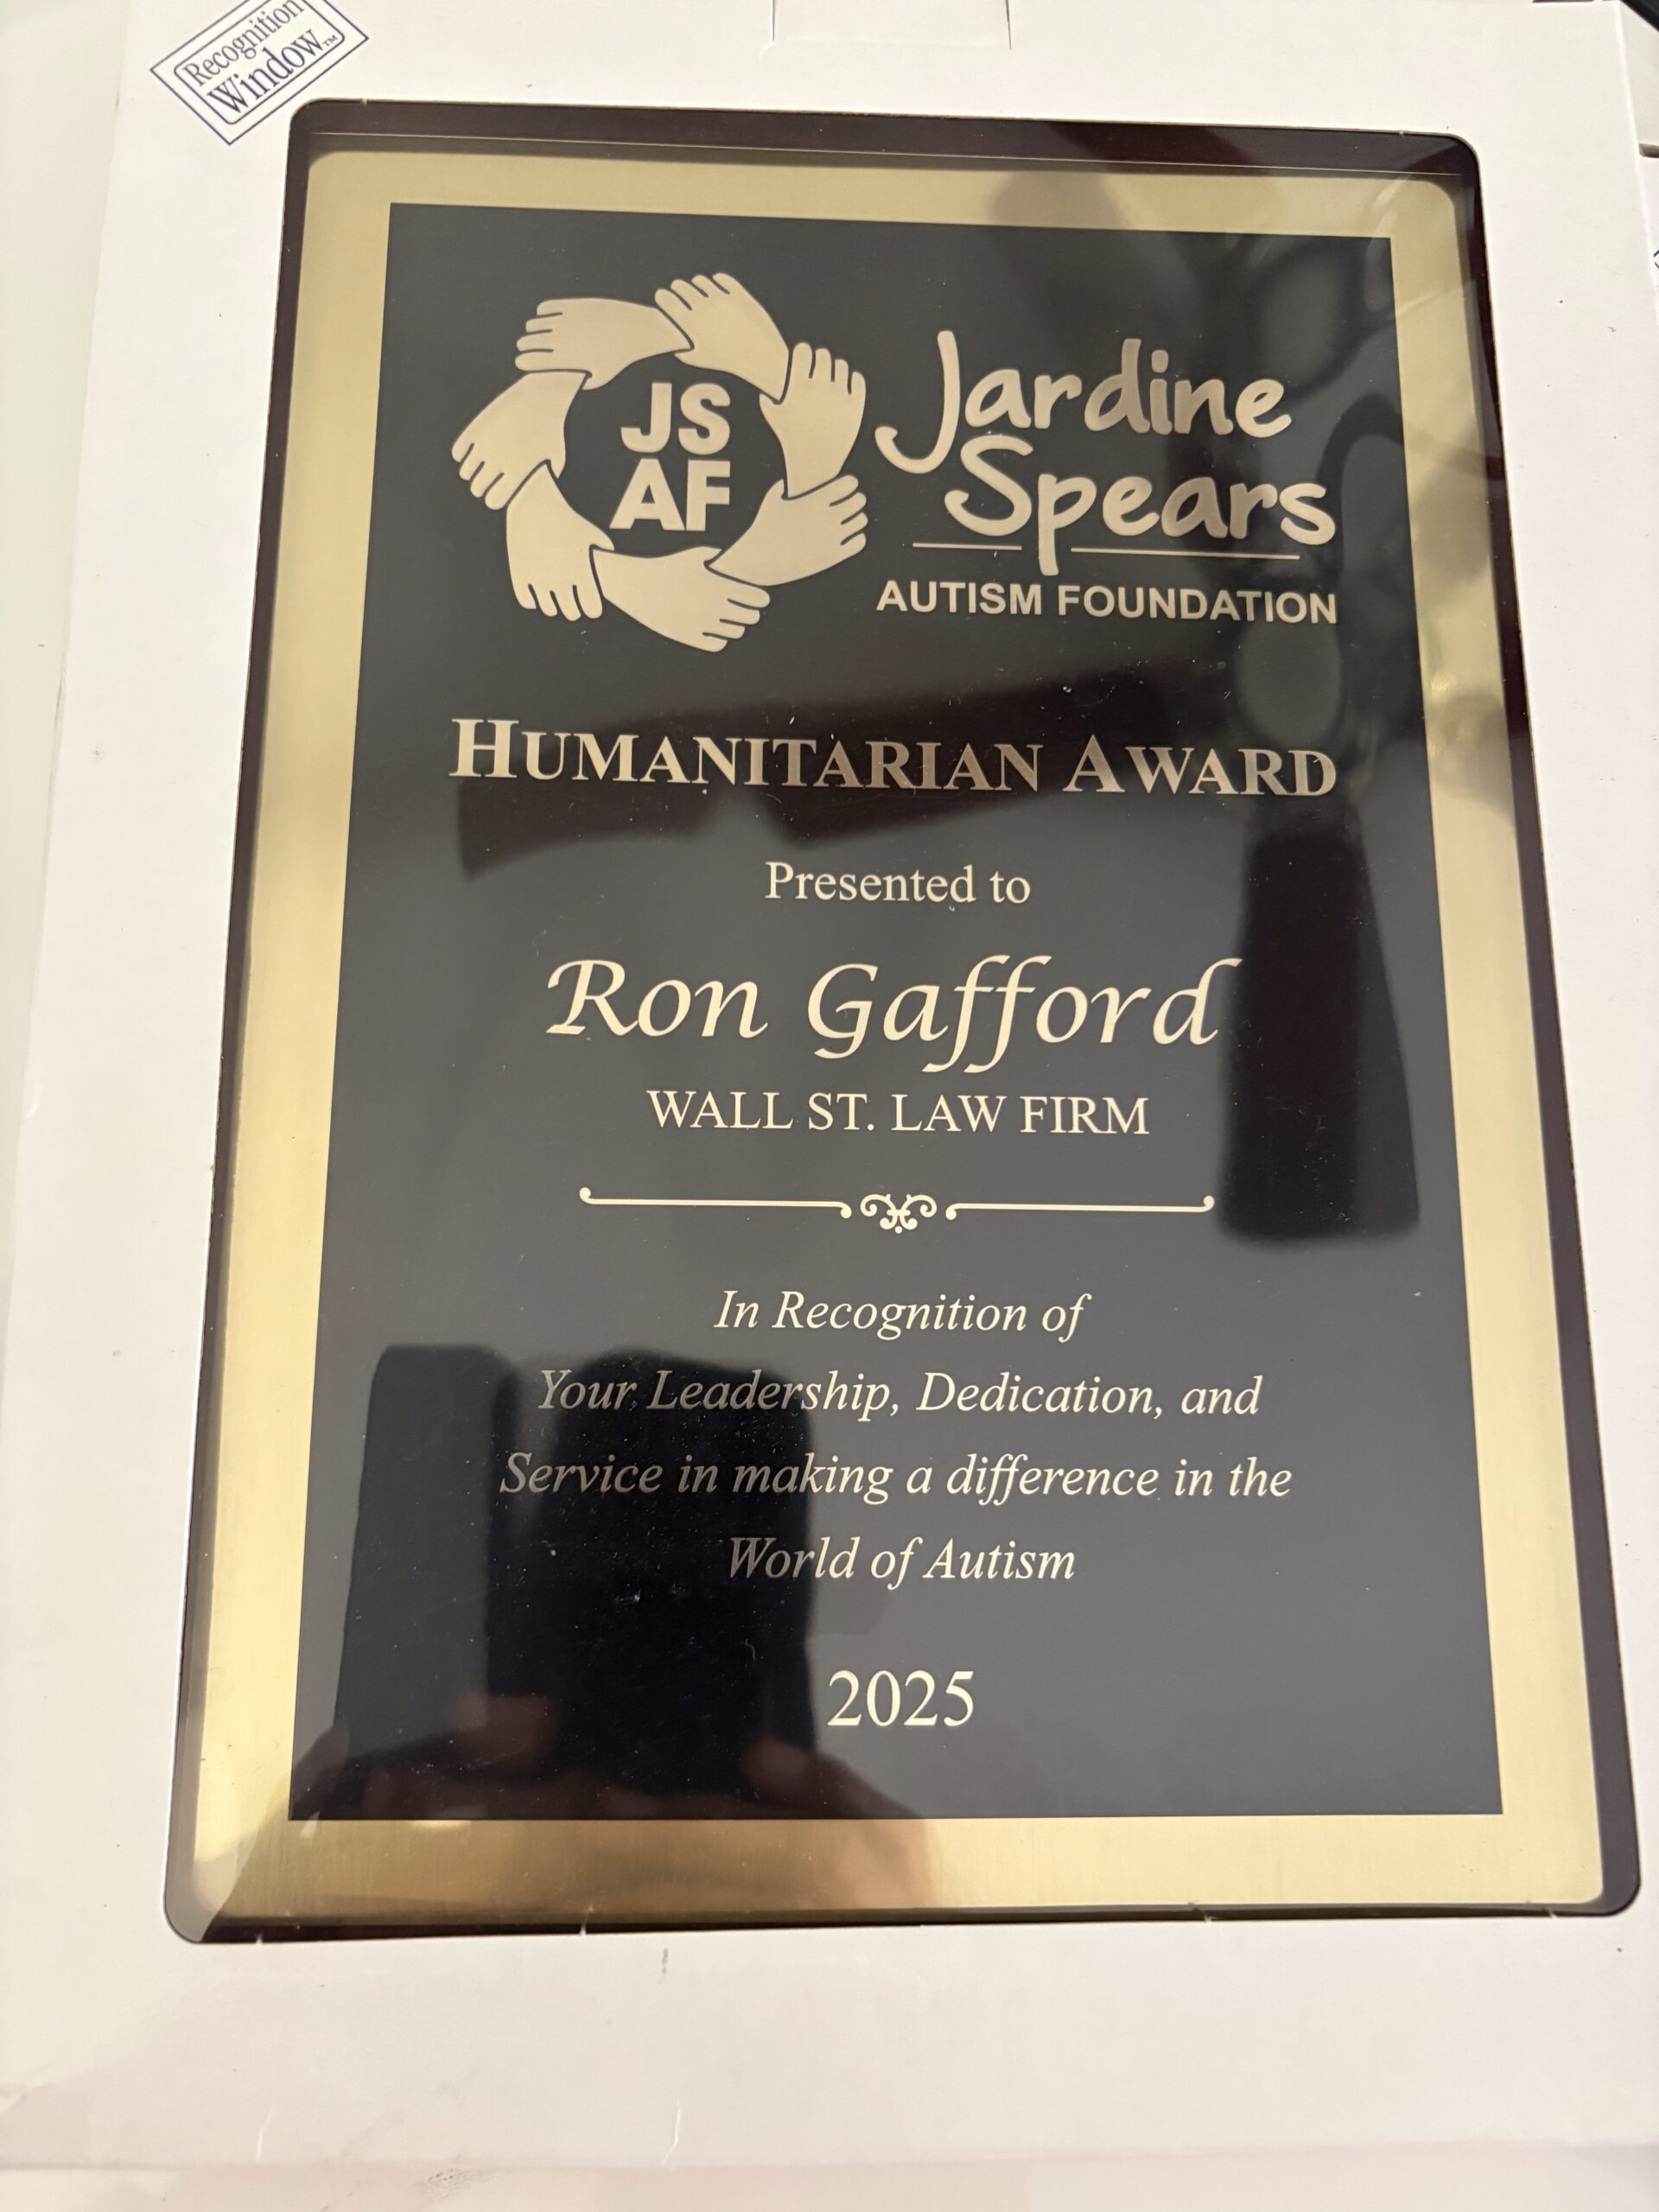 Recognition
Window™
JS
AF
Jardine
Spears
AUTISM FOUNDATION
HUMANITARIAN AWARD
Presented to
Ron Gafford
WALL ST. LAW FIRM
In Recognition of
Your Leadership, Dedication, and
Service in making a difference in the
World of Autism
2025